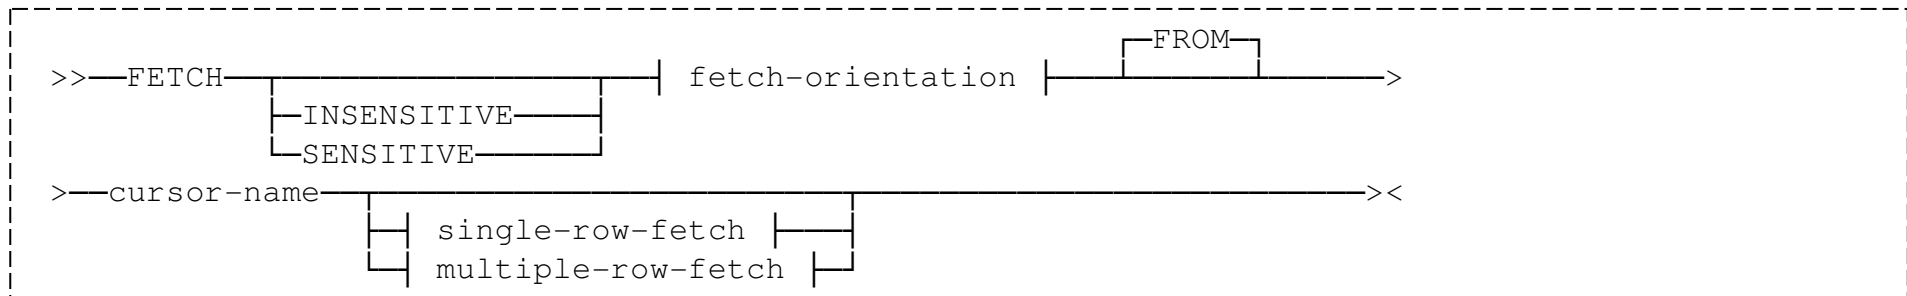 FROM
>>──FETCH──┬──────────────────┬──┤ fetch-orientation ├──┴──────┴──────>
├─INSENSITIVE────┤
└─SENSITIVE──────┘
>──cursor-name──┬──────────────────────────┬──────────────────────────><
├─┤ single-row-fetch ├───┤
└─┤ multiple-row-fetch ├─┘